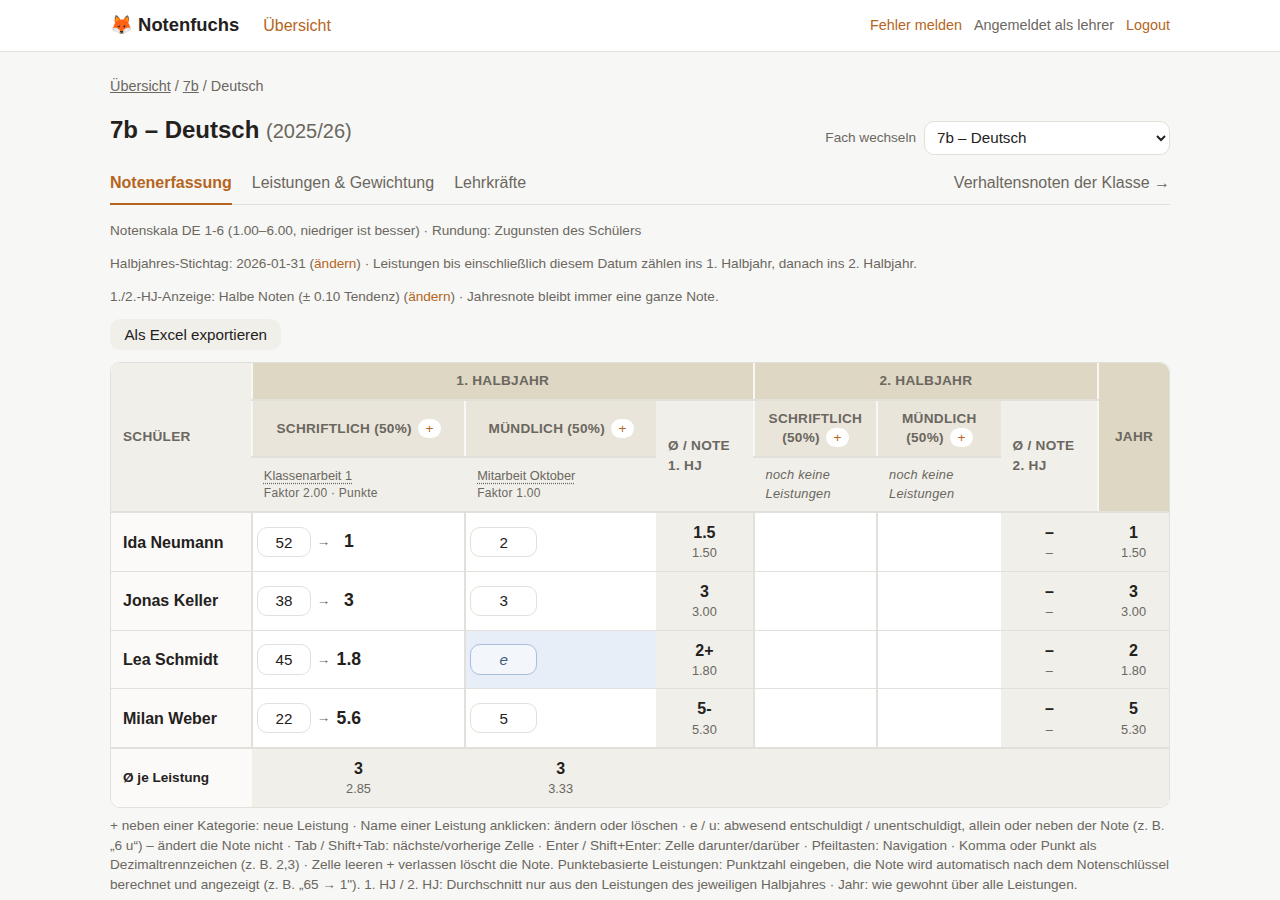 🦊 Notenfuchs Übersicht Fehler melden Angemeldet als lehrer Logout
Übersicht / 7b / Deutsch
7b – Deutsch (2025/26)
Fach wechseln 7b – Deutsch
Notenerfassung Leistungen & Gewichtung Lehrkräfte Verhaltensnoten der Klasse →
Notenskala DE 1-6 (1.00–6.00, niedriger ist besser) · Rundung: Zugunsten des Schülers
Halbjahres-Stichtag: 2026-01-31 (ändern) · Leistungen bis einschließlich diesem Datum zählen ins 1. Halbjahr, danach ins 2. Halbjahr.
1./2.-HJ-Anzeige: Halbe Noten (± 0.10 Tendenz) (ändern) · Jahresnote bleibt immer eine ganze Note.
Als Excel exportieren
1. HALBJAHR 2. HALBJAHR
SCHÜLER SCHRIFTLICH (50%) + MÜNDLICH (50%) + Ø / NOTE 1. HJ SCHRIFTLICH (50%) + MÜNDLICH (50%) + Ø / NOTE 2. HJ JAHR
Klassenarbeit 1 Mitarbeit Oktober noch keine noch keine
Faktor 2.00 · Punkte Faktor 1.00 Leistungen Leistungen
Ida Neumann 52 → 1 2 1.5 – 1
1.50 – 1.50
Jonas Keller 38 → 3 3 3 – 3
3.00 – 3.00
Lea Schmidt 45 → 1.8 e 2+ – 2
1.80 – 1.80
Milan Weber 22 → 5.6 5 5- – 5
5.30 – 5.30
Ø je Leistung 3 3
2.85 3.33
+ neben einer Kategorie: neue Leistung · Name einer Leistung anklicken: ändern oder löschen · e / u: abwesend entschuldigt / unentschuldigt, allein oder neben der Note (z. B.
„6 u“) – ändert die Note nicht · Tab / Shift+Tab: nächste/vorherige Zelle · Enter / Shift+Enter: Zelle darunter/darüber · Pfeiltasten: Navigation · Komma oder Punkt als
Dezimaltrennzeichen (z. B. 2,3) · Zelle leeren + verlassen löscht die Note. Punktebasierte Leistungen: Punktzahl eingeben, die Note wird automatisch nach dem Notenschlüssel
berechnet und angezeigt (z. B. „65 → 1"). 1. HJ / 2. HJ: Durchschnitt nur aus den Leistungen des jeweiligen Halbjahres · Jahr: wie gewohnt über alle Leistungen.